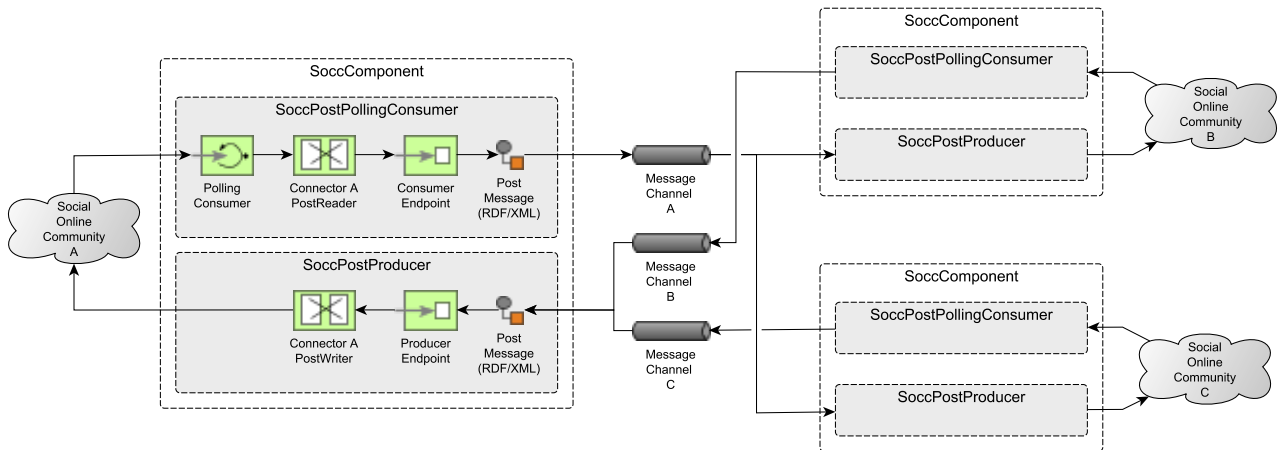 SoccComponent
SoccPostPollingConsumer
Polling
Consumer
Connector A
PostReader
Consumer
Endpoint
Post
Message
(RDF/XML)
Social
Online
Community
A
SoccPostProducer
Connector A
PostWriter
Producer
Endpoint
Post
Message
(RDF/XML)
Message
Channel
A
Message
Channel
B
Message
Channel
C
SoccComponent
SoccPostPollingConsumer
SoccPostProducer
Social
Online
Community
B
SoccComponent
SoccPostPollingConsumer
SoccPostProducer
Social
Online
Community
C